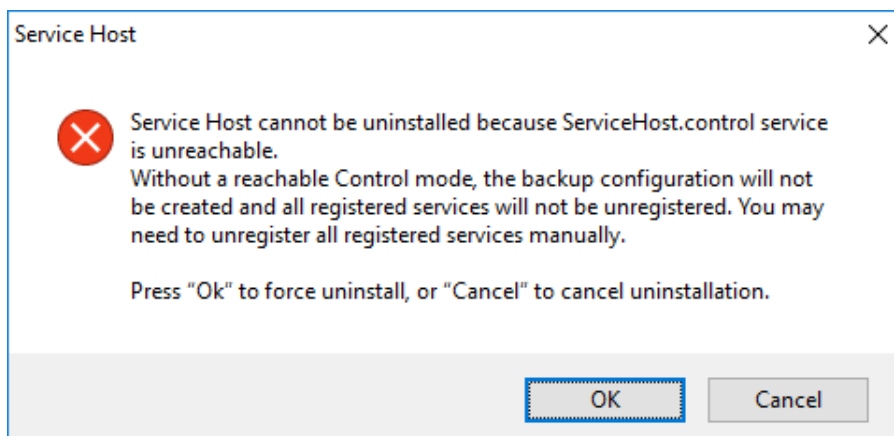 Service Host
Service Host cannot be uninstalled because ServiceHost.control service
is unreachable.
Without a reachable Control mode, the backup configuration will not
be created and all registered services will not be unregistered. You may
need to unregister all registered services manually.
Press “Ok” to force uninstall, or “Cancel” to cancel uninstallation.
OK
Cancel